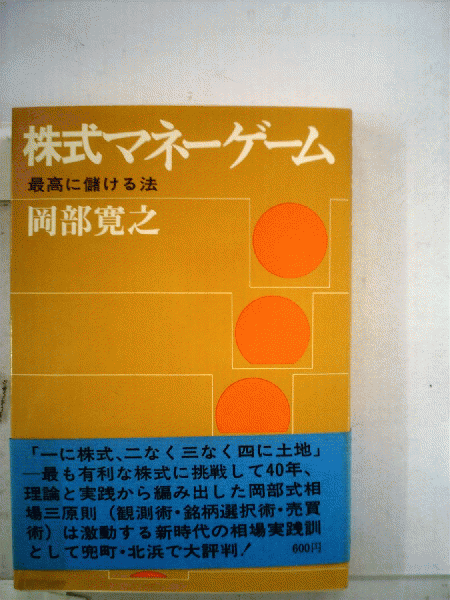 株式マネーゲーム
最高に儲ける法
岡部寛之
「一に株式、二なく三なく四に土地」
—最も有利な株式に挑戦して40年、
理論と実践から編み出した岡部式相
場三原則（観測術・銘柄選択術・売買
術）は激動する新時代の相場実践訓
として兜町・北浜で大評判！
600円